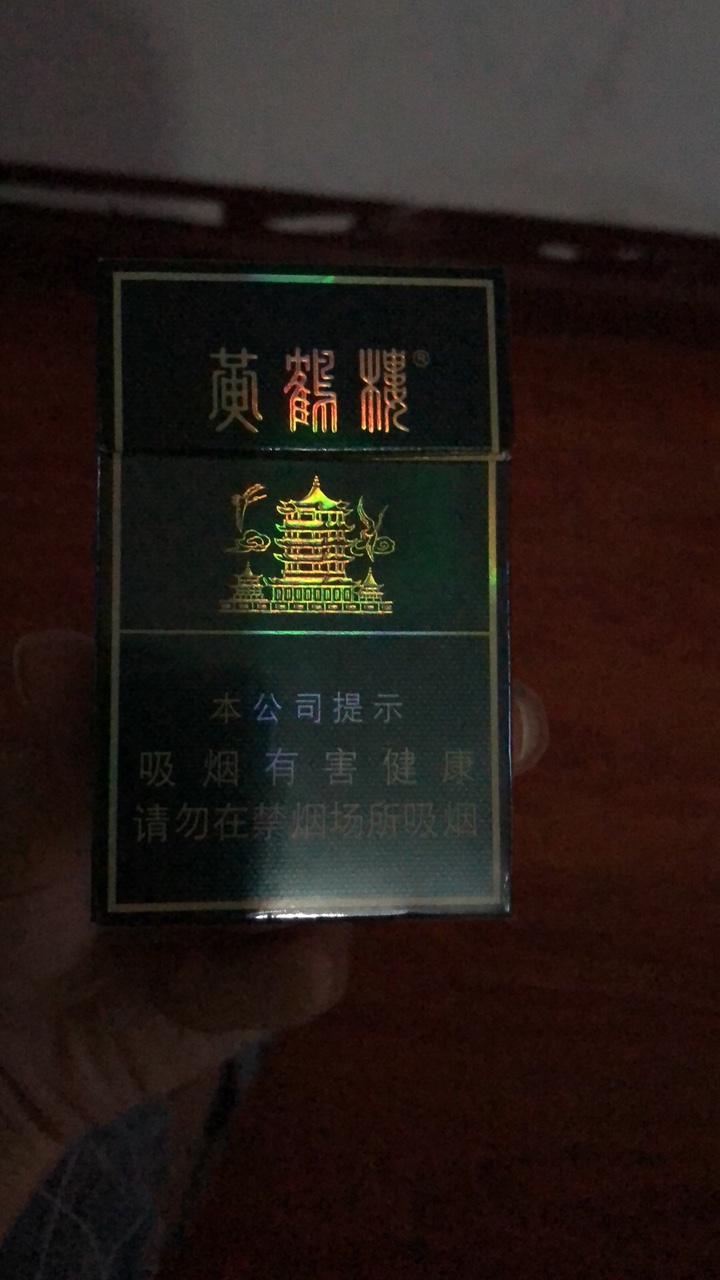 黄鹤楼®
本公司提示
吸烟有害健康
请勿在禁烟场所吸烟